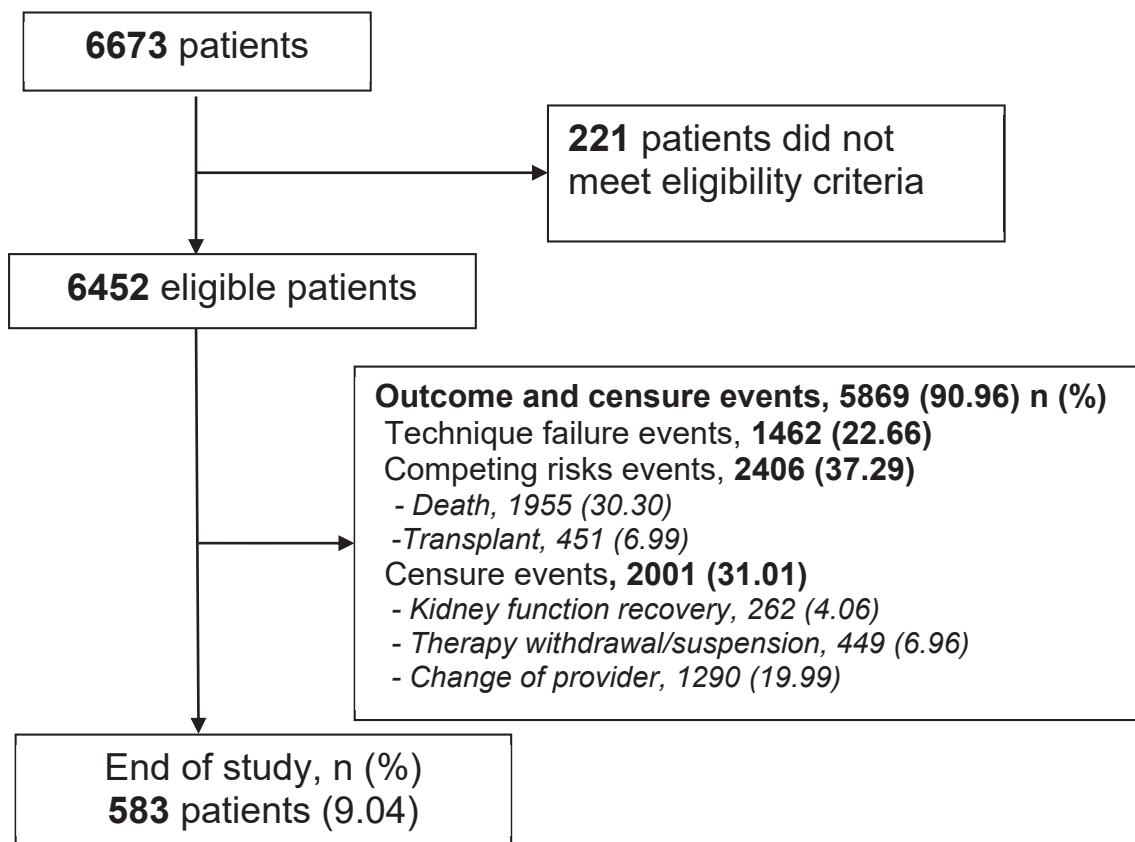 6673 patients
221 patients did not
meet eligibility criteria
6452 eligible patients
Outcome and censure events, 5869 (90.96) n (%)
Technique failure events, 1462 (22.66)
Competing risks events, 2406 (37.29)
- Death, 1955 (30.30)
-Transplant, 451 (6.99)
Censure events, 2001 (31.01)
- Kidney function recovery, 262 (4.06)
- Therapy withdrawal/suspension, 449 (6.96)
- Change of provider, 1290 (19.99)
End of study, n (%)
583 patients (9.04)